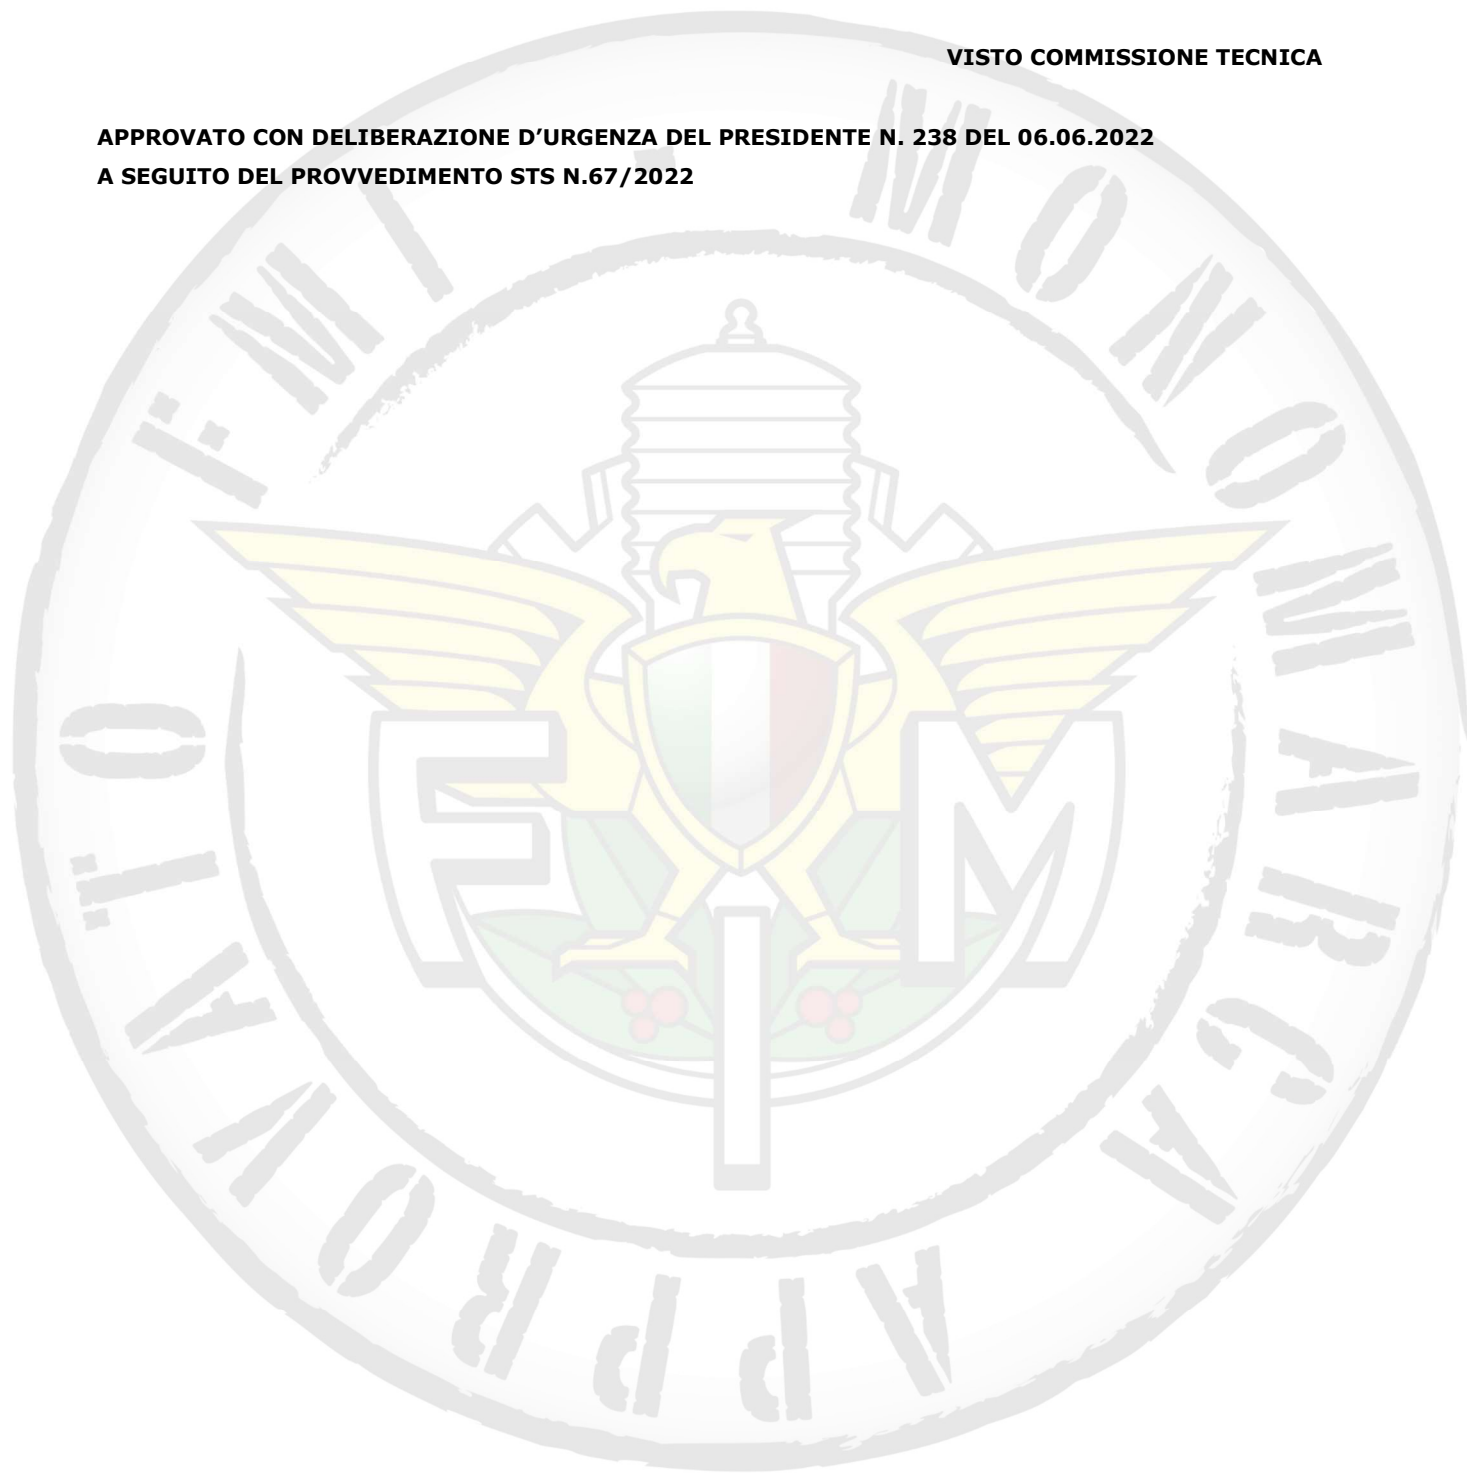 VISTO COMMISSIONE TECNICA
APPROVATO CON DELIBERAZIONE D’URGENZA DEL PRESIDENTE N. 238 DEL 06.06.2022
A SEGUITO DEL PROVVEDIMENTO STS N.67/2022
FMI - MONOMARCA APPROVATO
FMI